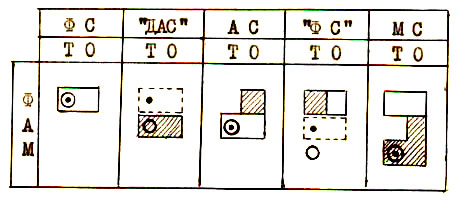 Ф С "ДАС" А С "Ф С" М С
Т О Т О Т О Т О Т О
Ф
А
М